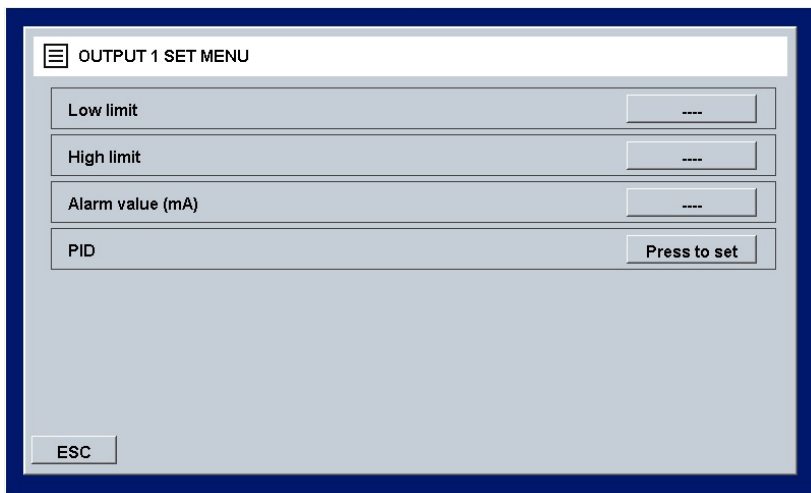 OUTPUT 1 SET MENU
Low limit ----
High limit ----
Alarm value (mA) ----
PID Press to set
ESC